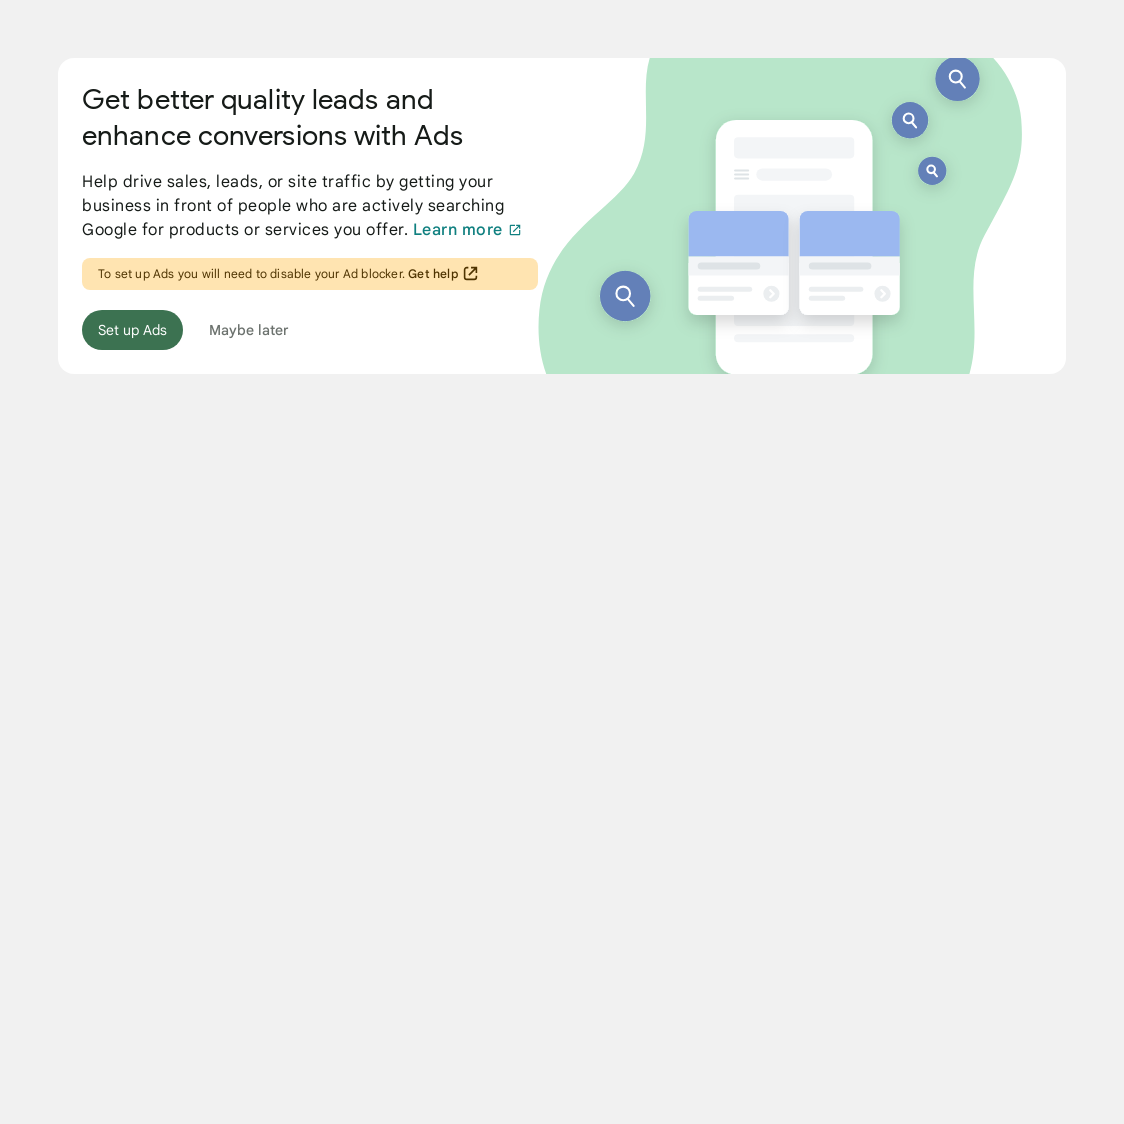 Get better quality leads and
enhance conversions with Ads
Help drive sales, leads, or site traffic by getting your
business in front of people who are actively searching
Google for products or services you offer. Learn more
To set up Ads you will need to disable your Ad blocker. Get help
Set up Ads
Maybe later